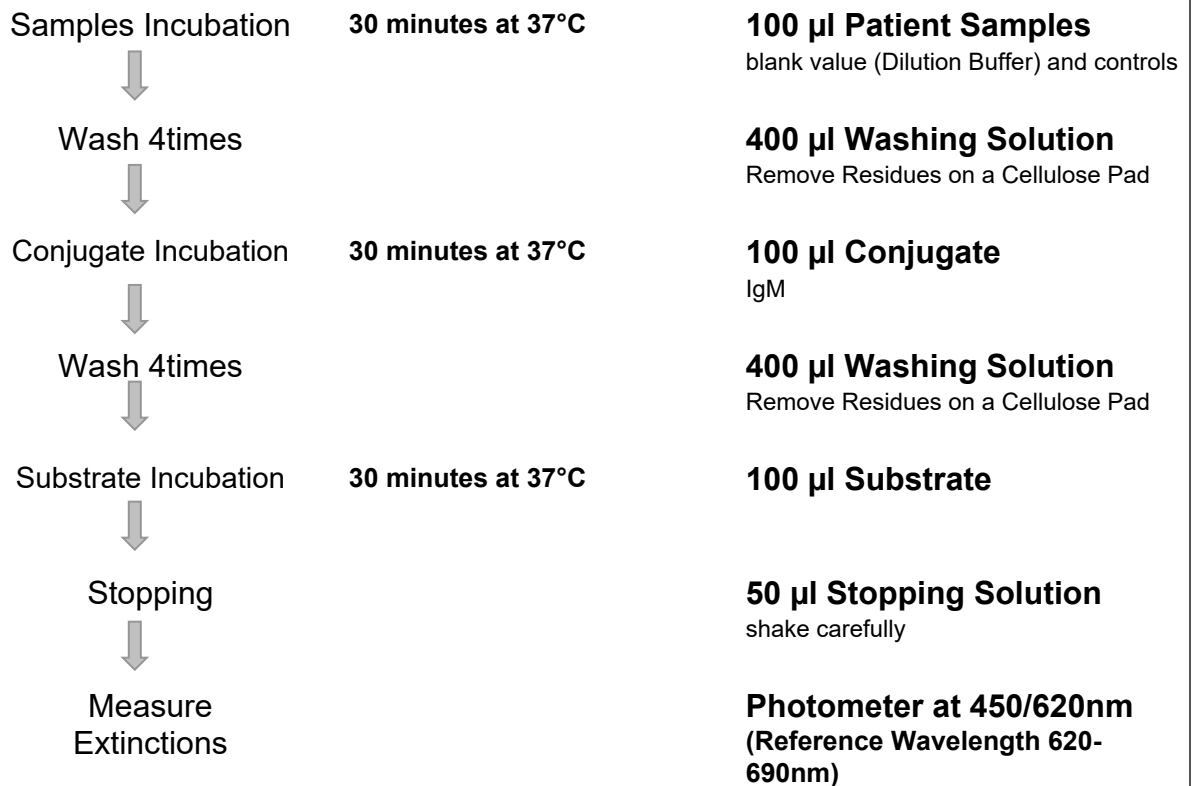 Samples Incubation 30 minutes at 37°C 100 µl Patient Samples
blank value (Dilution Buffer) and controls
Wash 4times 400 µl Washing Solution
Remove Residues on a Cellulose Pad
Conjugate Incubation 30 minutes at 37°C 100 µl Conjugate
IgM
Wash 4times 400 µl Washing Solution
Remove Residues on a Cellulose Pad
Substrate Incubation 30 minutes at 37°C 100 µl Substrate
Stopping 50 µl Stopping Solution
shake carefully
Measure Photometer at 450/620nm
Extinctions (Reference Wavelength 620-
690nm)